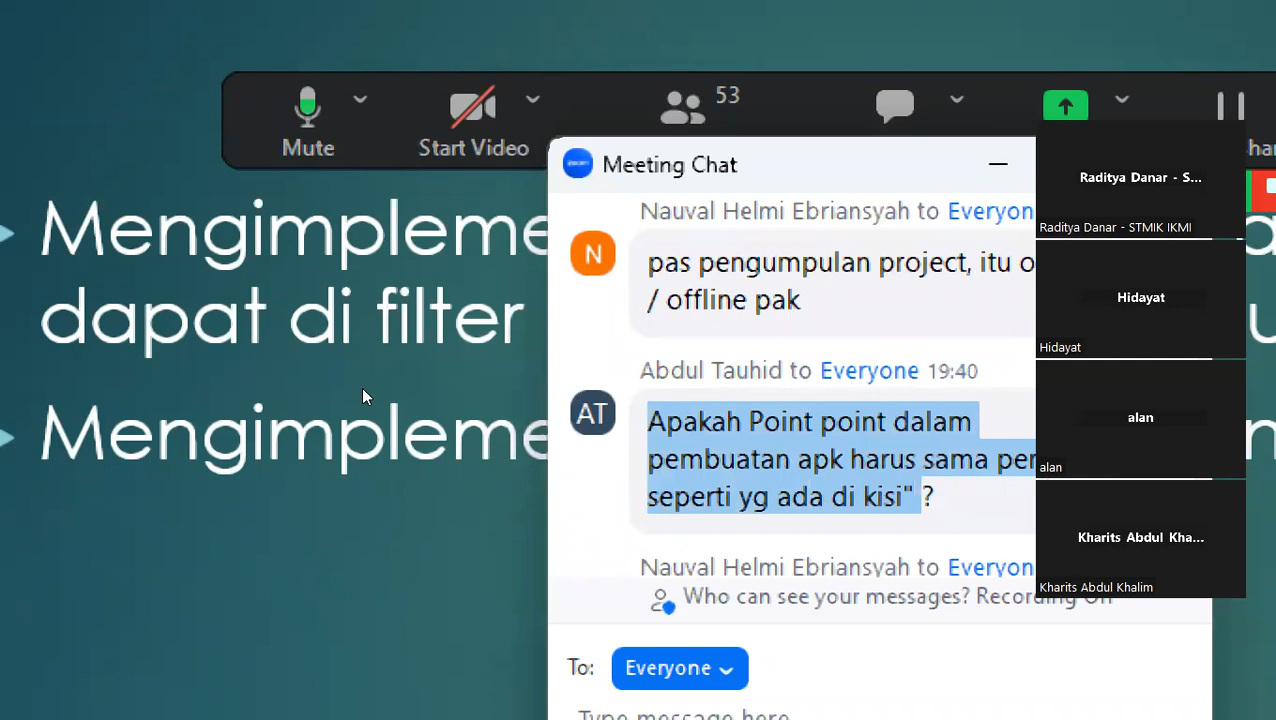 53
Mute
Start Video
Meeting Chat
Nauval Helmi Ebriansyah to Everyon
N
pas pengumpulan project, itu o
/ offline pak
Abdul Tauhid to Everyone 19:40
AT
Apakah Point point dalam
pembuatan apk harus sama per
seperti yg ada di kisi" ?
Nauval Helmi Ebriansyah to Everyon
Who can see your messages? Recording On
To: Everyone
Type message here
Mengimpleme
dapat di filter
Mengimpleme
Raditya Danar - S...
Raditya Danar - STMIK IKMI
Hidayat
Hidayat
alan
alan
Kharits Abdul Kha...
Kharits Abdul Khalim